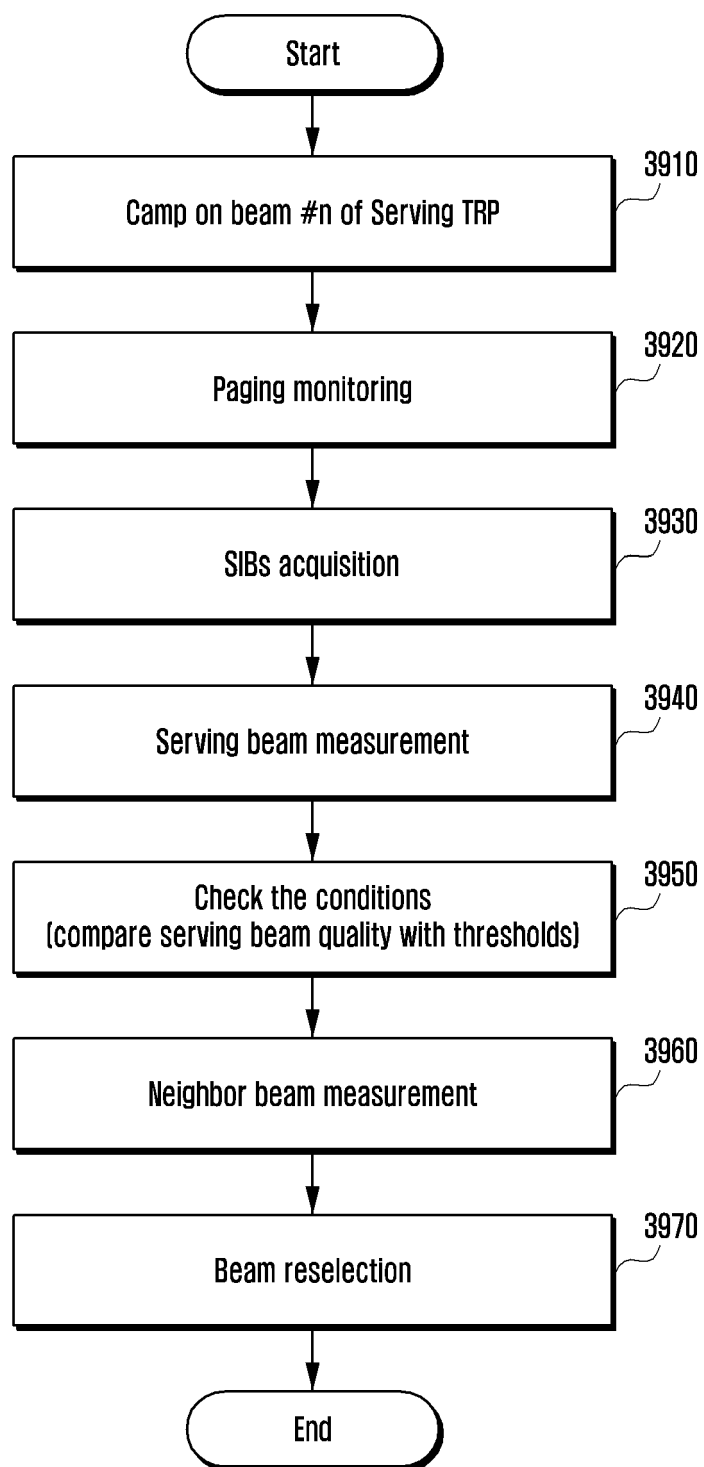 Start
3910
Camp on beam #n of Serving TRP
3920
Paging monitoring
3930
SIBs acquisition
3940
Serving beam measurement
3950
Check the conditions
(compare serving beam quality with thresholds)
3960
Neighbor beam measurement
3970
Beam reselection
End